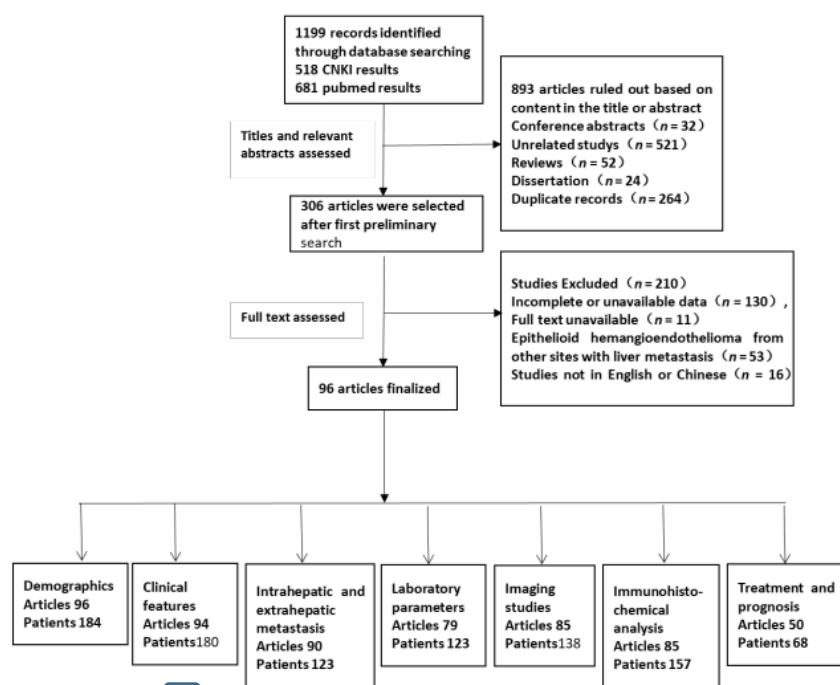 1199 records identified
through database searching
518 CNKI results
681 pubmed results
893 articles ruled out based on
content in the title or abstract
Conference abstracts（n = 32）
Unrelated studys（n = 521）
Reviews（n = 52）
Dissertation（n = 24）
Duplicate records（n = 264）
Titles and relevant
abstracts assessed
306 articles were selected
after first preliminary
search
Studies Excluded（n = 210）
Incomplete or unavailable data（n = 130）,
Full text unavailable（n = 11）
Epithelioid hemangioendothelioma from
other sites with liver metastasis（n = 53）
Studies not in English or Chinese（n = 16）
Full text assessed
96 articles finalized
Demographics
Articles 96
Patients 184
Clinical
features
Articles 94
Patients180
Intrahepatic and
extrahepatic
metastasis
Articles 90
Patients 123
Laboratory
parameters
Articles 79
Patients 123
Imaging
studies
Articles 85
Patients138
Immunohisto-
chemical
analysis
Articles 85
Patients 157
Treatment and
prognosis
Articles 50
Patients 68